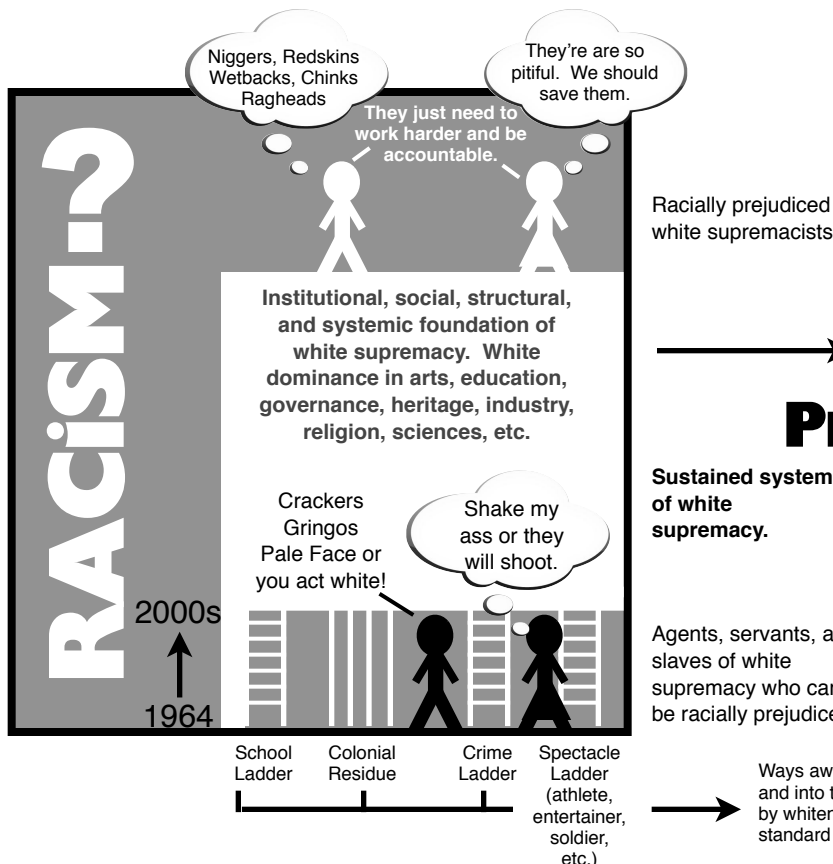 Niggers, Redskins
Wetbacks, Chinks
Ragheads
They're are so
pitiful. We should
save them.
They just need to
work harder and be
accountable.
RACiSM.?
Racially prejudiced
white supremacists
Institutional, social, structural,
and systemic foundation of
white supremacy. White
dominance in arts, education,
governance, heritage, industry,
religion, sciences, etc.
Sustained system
of white
supremacy.
Crackers
Gringos
Pale Face or
you act white!
Shake my
ass or they
will shoot.
2000s
1964
slaves of white
Agents, servants,
supremacy who
be racially
School
Ladder
Colonial
Residue
Crime
Ladder
Spectacle
Ladder
(athlete,
entertainer,
soldier,
etc.)
Ways
and into
by
standard